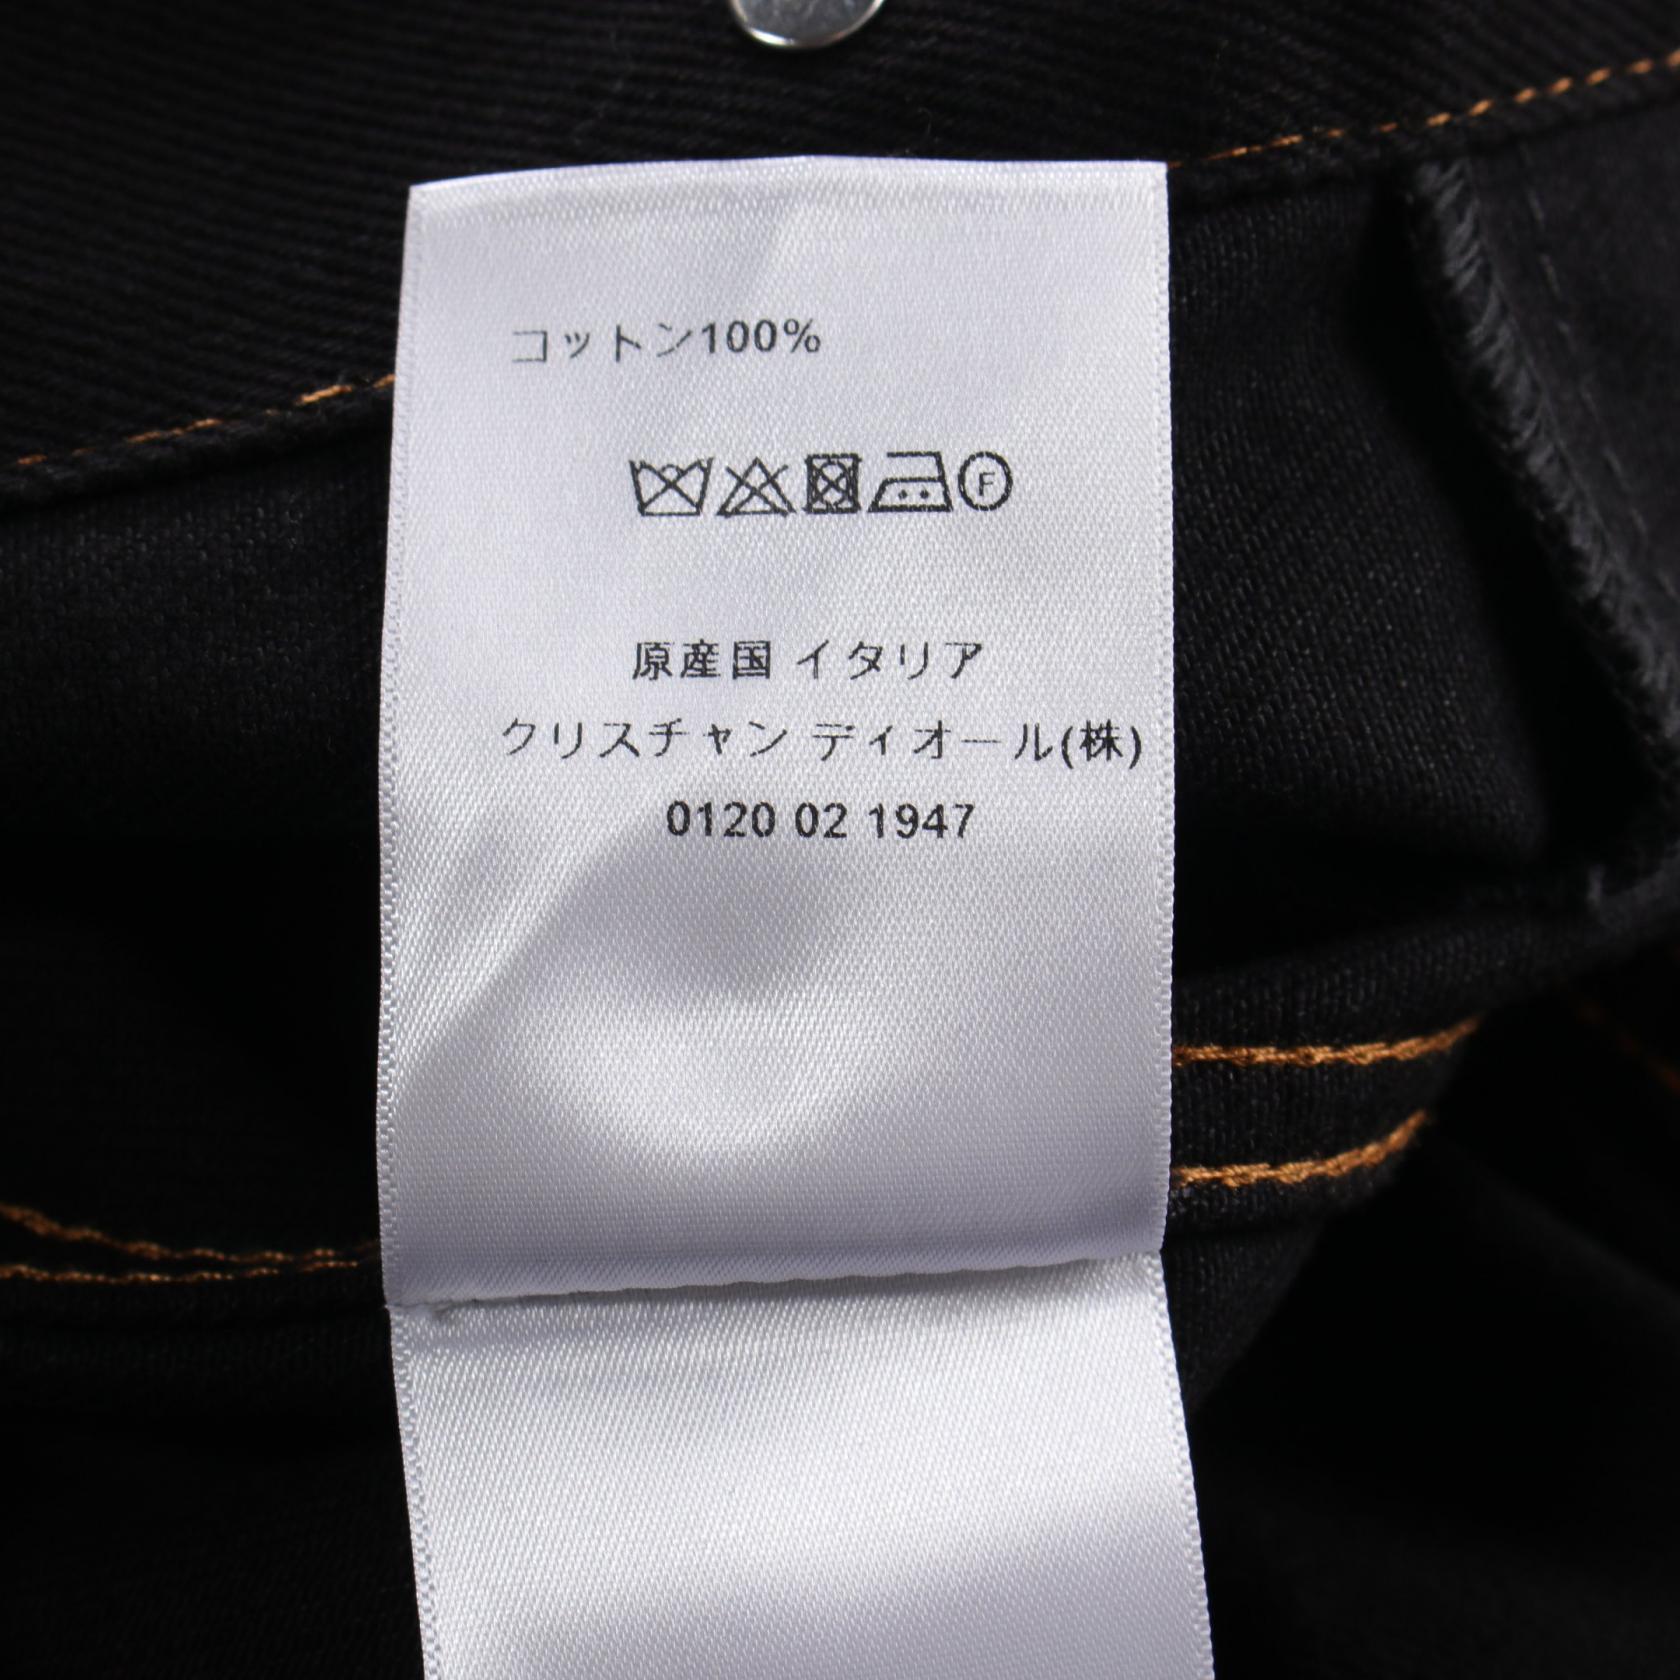 コットン100%
F
原産国 イタリア
クリスチャン ディオール(株)
0120 02 1947